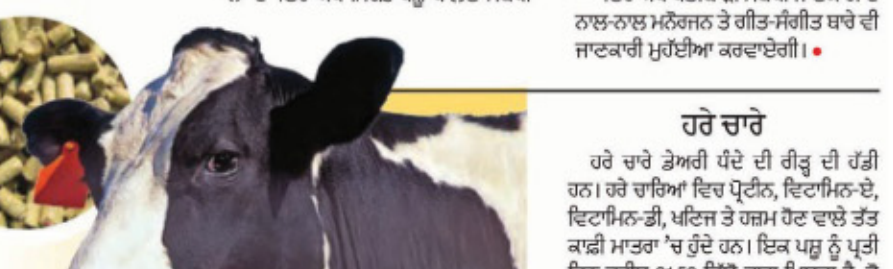 ਨਾਲ-ਨਾਲ ਮਨੋਰੰਜਨ ਤੇ ਗੀਤ-ਸੰਗੀਤ ਬਾਰੇ ਵੀ
ਜਾਣਕਾਰੀ ਮੁਹੱਈਆ ਕਰਵਾਏਗੀ।
ਹਰੇ ਚਾਰੇ
ਹਰੇ ਚਾਰੇ ਡੇਅਰੀ ਧੰਦੇ ਦੀ ਰੀੜ੍ਹ ਦੀ ਹੱਡੀ
ਹਨ। ਹਰੇ ਚਾਰਿਆਂ ਵਿਚ ਪ੍ਰੋਟੀਨ, ਵਿਟਾਮਿਨ-ਏ,
ਵਿਟਾਮਿਨ-ਡੀ, ਖਣਿਜ ਤੇ ਹਜ਼ਮ ਹੋਣ ਵਾਲੇ ਤੱਤ
ਕਾਫ਼ੀ ਮਾਤਰਾ ’ਚ ਹੁੰਦੇ ਹਨ। ਇਕ ਪਸ਼ੂ ਨੂੰ ਪ੍ਰਤੀ